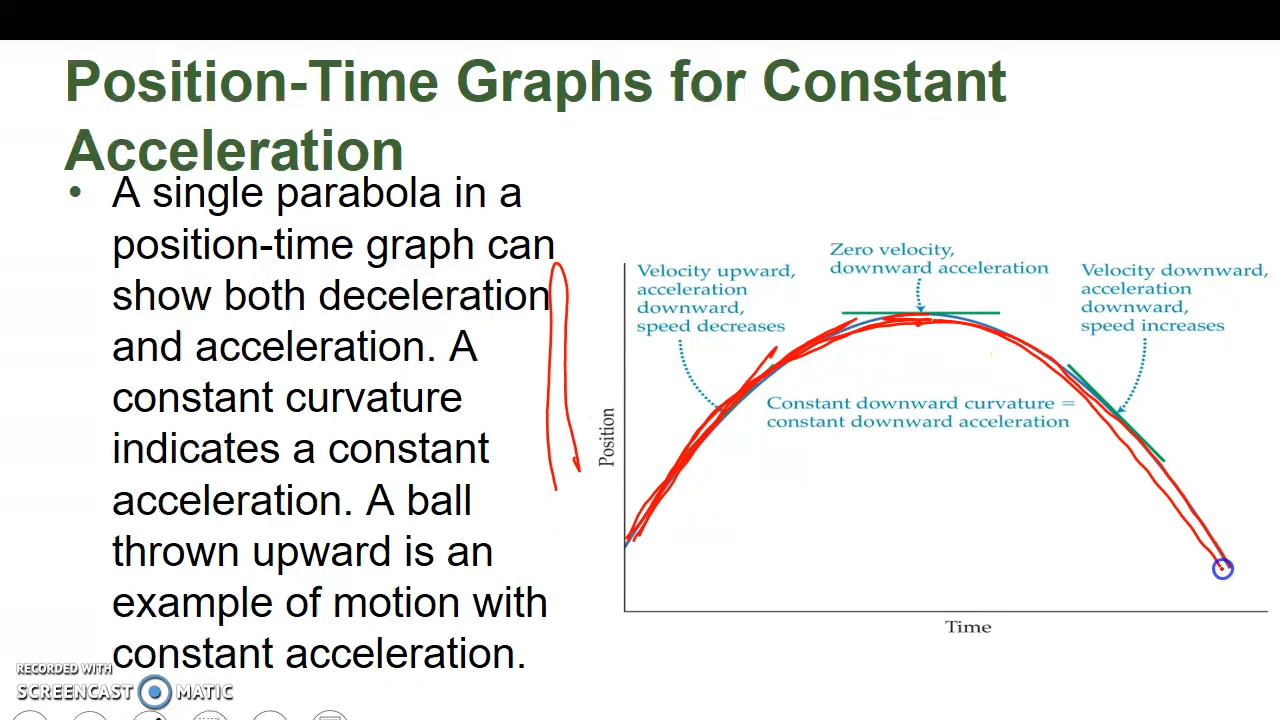 Position-Time Graphs for Constant
Acceleration
• A single parabola in a
position-time graph can
show both deceleration
and acceleration. A
constant curvature
indicates a constant
acceleration. A ball
thrown upward is an
example of motion with
constant acceleration.
Zero velocity,
downward acceleration
Velocity upward,
acceleration
downward,
speed decreases
Velocity downward,
acceleration
downward,
speed increases
Constant downward curvature =
constant downward acceleration
Position
Time
RECORDED WITH
SCREENCAST MATIC